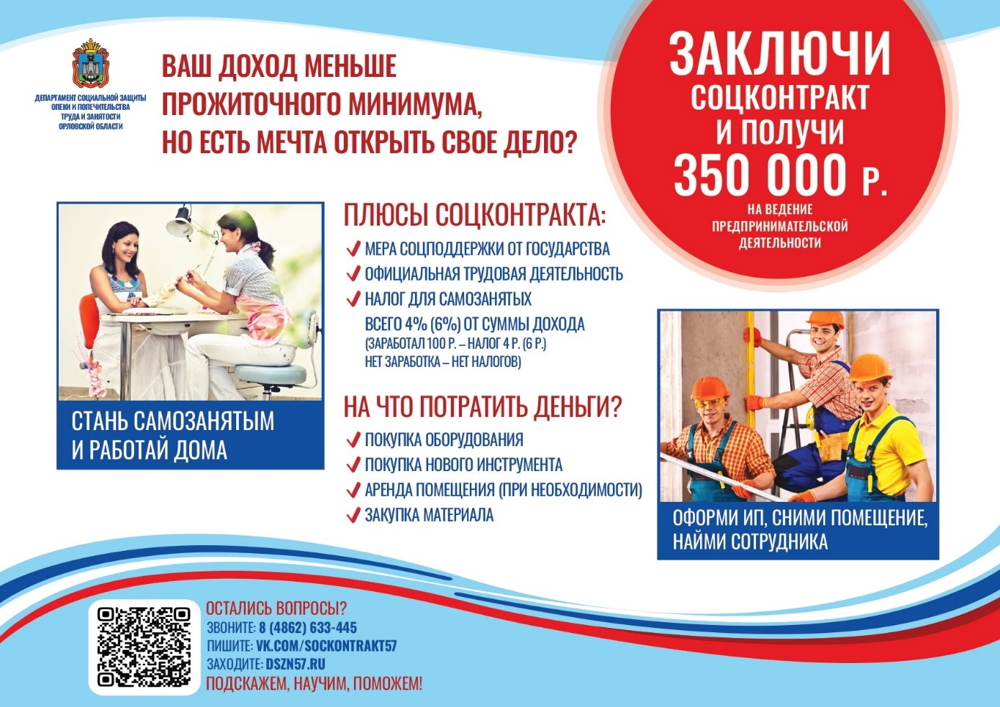 ДЕПАРТАМЕНТ СОЦИАЛЬНОЙ ЗАЩИТЫ
ОПЕКИ И ПОПЕЧИТЕЛЬСТВА
ТРУДА И ЗАНЯТОСТИ
ОРЛОВСКОЙ ОБЛАСТИ
ВАШ ДОХОД МЕНЬШЕ
ПРОЖИТОЧНОГО МИНИМУМА,
НО ЕСТЬ МЕЧТА ОТКРЫТЬ СВОЕ ДЕЛО?
ЗАКЛЮЧИ
СОЦКОНТРАКТ
И ПОЛУЧИ
350 000 Р.
НА ВЕДЕНИЕ
ПРЕДПРИНИМАТЕЛЬСКОЙ
ДЕЯТЕЛЬНОСТИ
СТАНЬ САМОЗАНЯТЫМ
И РАБОТАЙ ДОМА
ПЛЮСЫ СОЦКОНТРАКТА:
МЕРА СОЦПОДДЕРЖКИ ОТ ГОСУДАРСТВА
ОФИЦИАЛЬНАЯ ТРУДОВАЯ ДЕЯТЕЛЬНОСТЬ
НАЛОГ ДЛЯ САМОЗАНЯТЫХ
ВСЕГО 4% (6%) ОТ СУММЫ ДОХОДА
(ЗАРАБОТАЛ 100 Р. – НАЛОГ 4 Р. (6 Р.)
НЕТ ЗАРАБОТКА – НЕТ НАЛОГОВ)
НА ЧТО ПОТРАТИТЬ ДЕНЬГИ?
ПОКУПКА ОБОРУДОВАНИЯ
ПОКУПКА НОВОГО ИНСТРУМЕНТА
АРЕНДА ПОМЕЩЕНИЯ (ПРИ НЕОБХОДИМОСТИ)
ЗАКУПКА МАТЕРИАЛА
ОФОРМИ ИП, СНИМИ ПОМЕЩЕНИЕ,
НАЙМИ СОТРУДНИКА
ОСТАЛИСЬ ВОПРОСЫ?
ЗВОНИТЕ: 8 (4862) 633-445
ПИШИТЕ: VK.COM/SOCKONTRAKT57
ЗАХОДИТЕ: DSZN57.RU
ПОДСКАЖЕМ, НАУЧИМ, ПОМОЖЕМ!